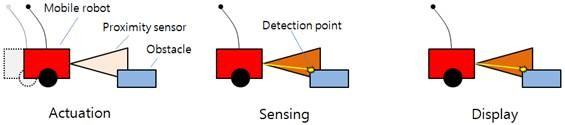 Mobile robot
Proximity sensor
Obstacle
Detection point
Actuation
Sensing
Display